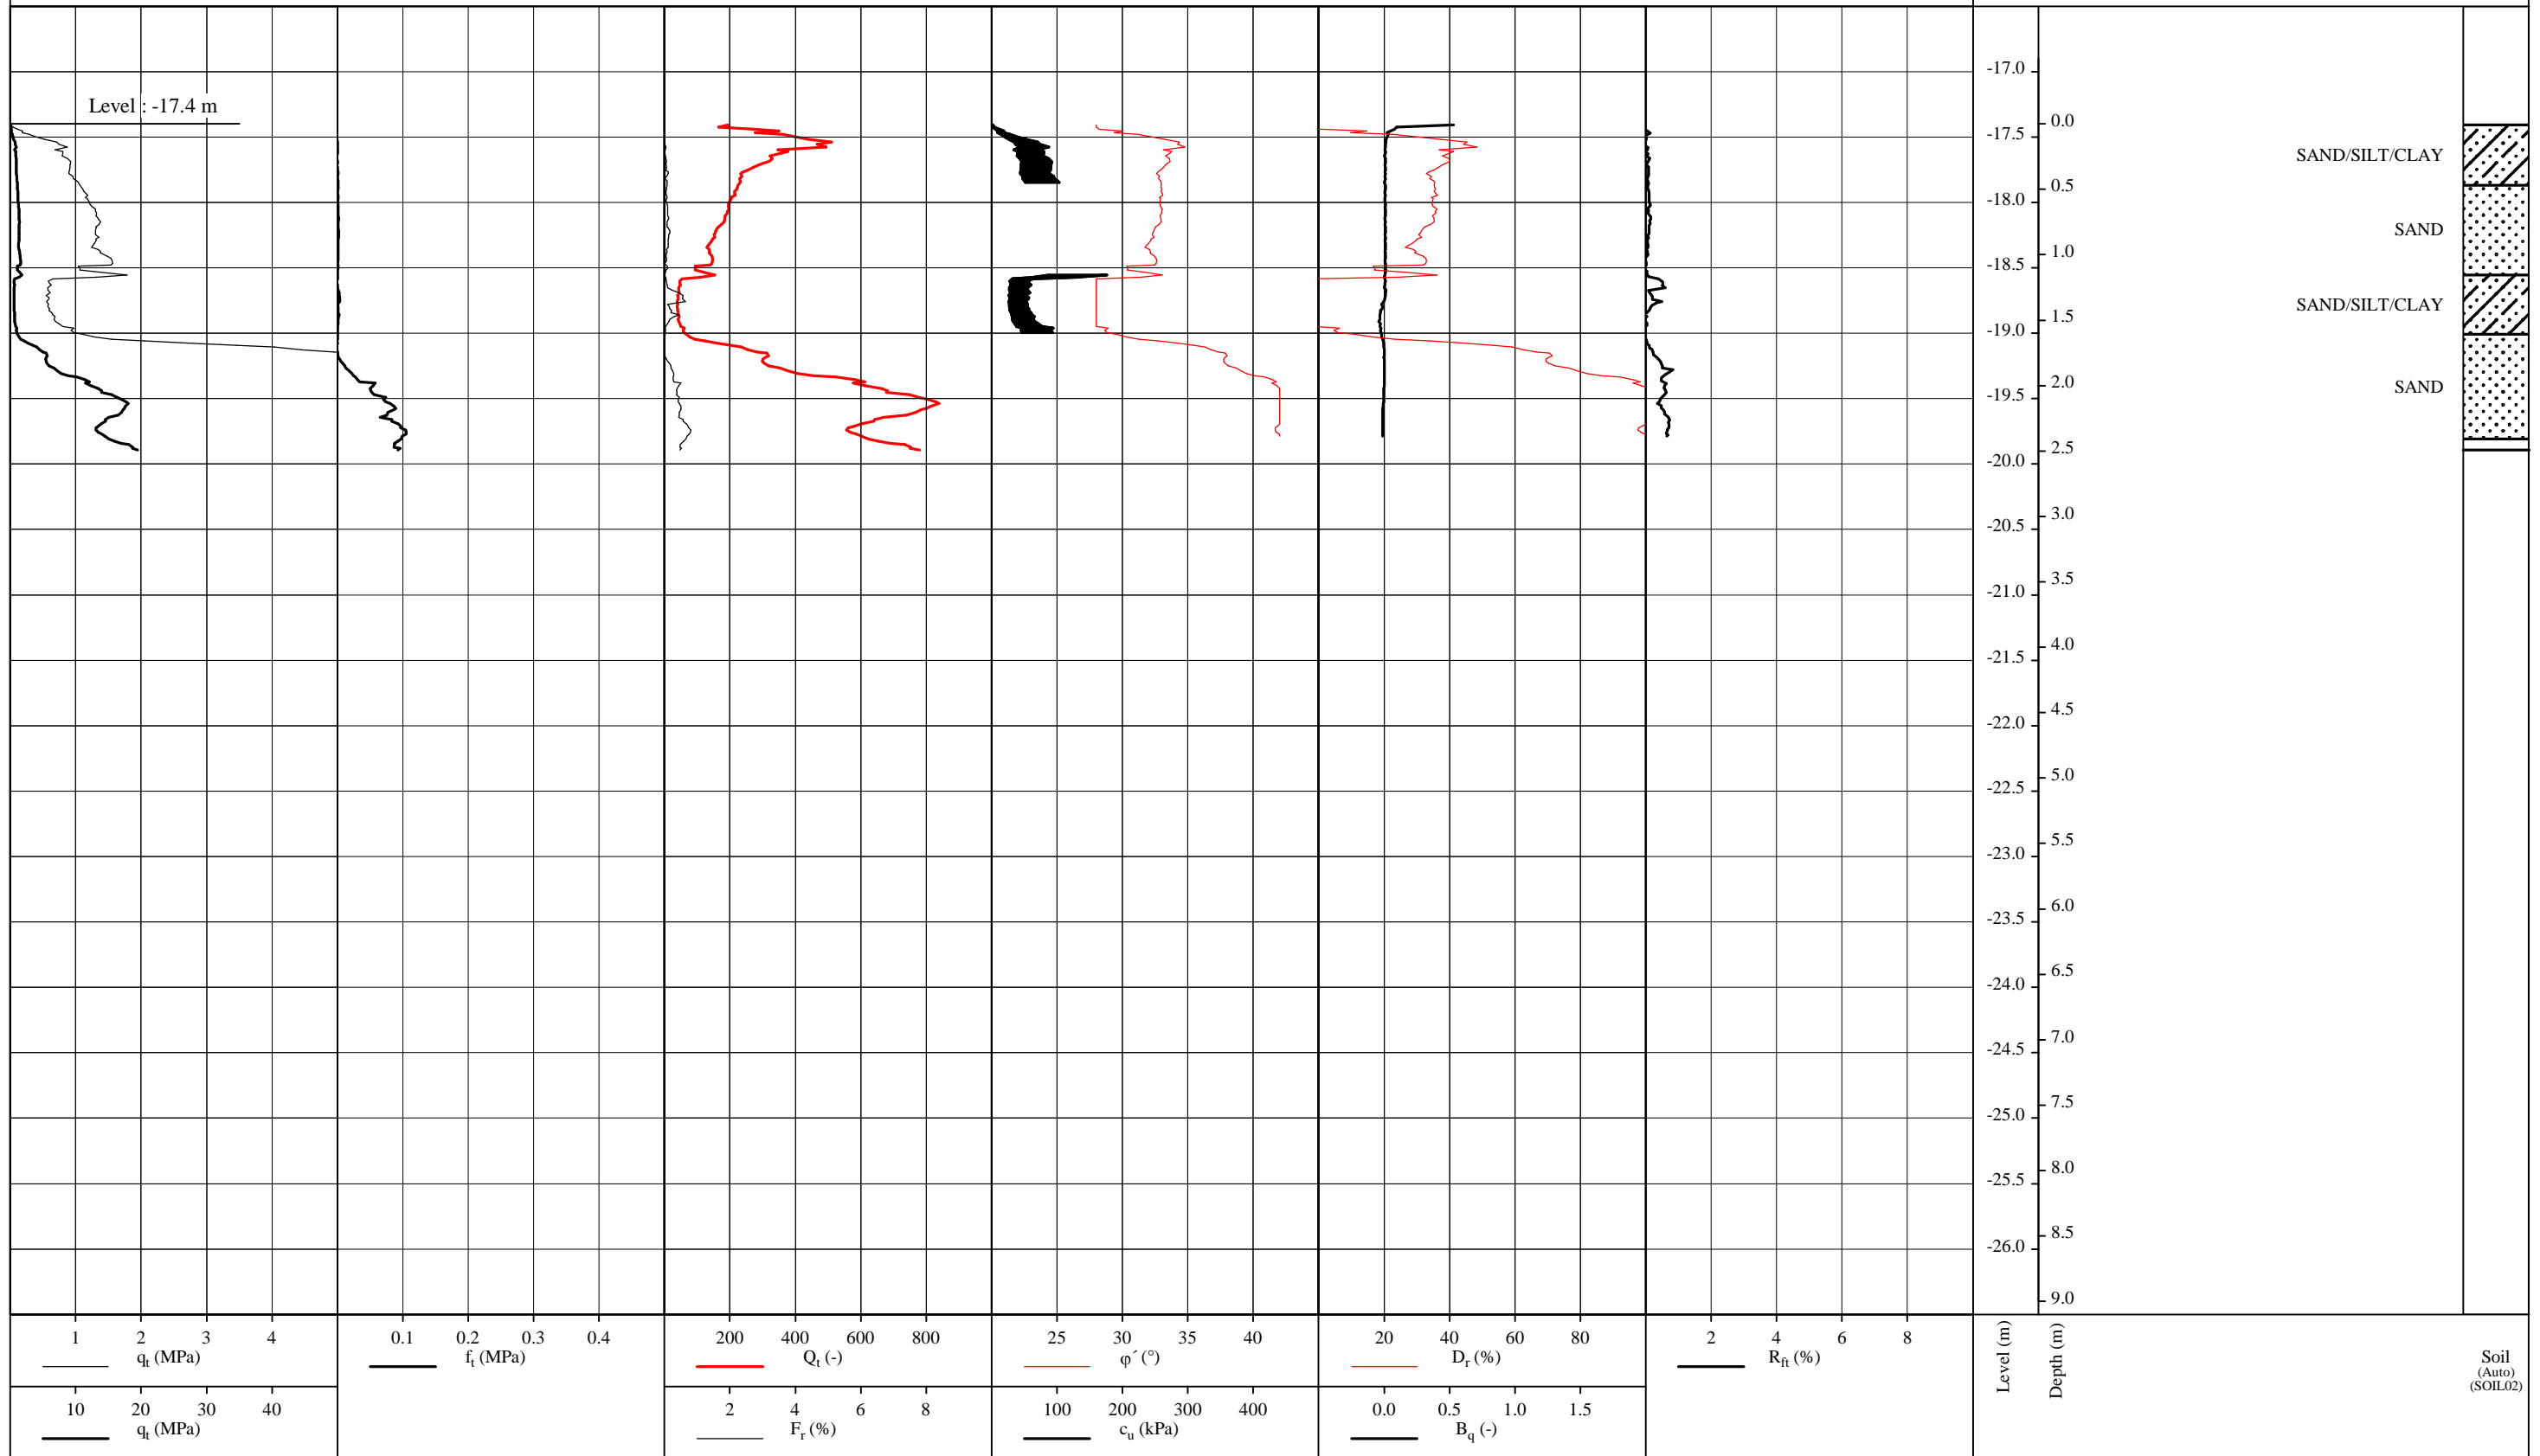 Level : -17.4 m
-17.0
-17.5
-18.0
-18.5
-19.0
-19.5
-20.0
-20.5
-21.0
-21.5
-22.0
-22.5
-23.0
-23.5
-24.0
-24.5
-25.0
-25.5
-26.0
0.0
0.5
1.0
1.5
2.0
2.5
3.0
3.5
4.0
4.5
5.0
5.5
6.0
6.5
7.0
7.5
8.0
8.5
9.0
SAND/SILT/CLAY
SAND
SAND/SILT/CLAY
SAND
1 2 3 4
qt (MPa)
10 20 30 40
qt (MPa)
0.1 0.2 0.3 0.4
ft (MPa)
200 400 600 800
Qt (-)
2 4 6 8
Fr (%)
25 30 35 40
φ´ (°)
100 200 300 400
cu (kPa)
20 40 60 80
Dr (%)
0.0 0.5 1.0 1.5
Bq (-)
2 4 6 8
Rft (%)
Level (m)
Depth (m)
Soil
(Auto)
(SOIL02)